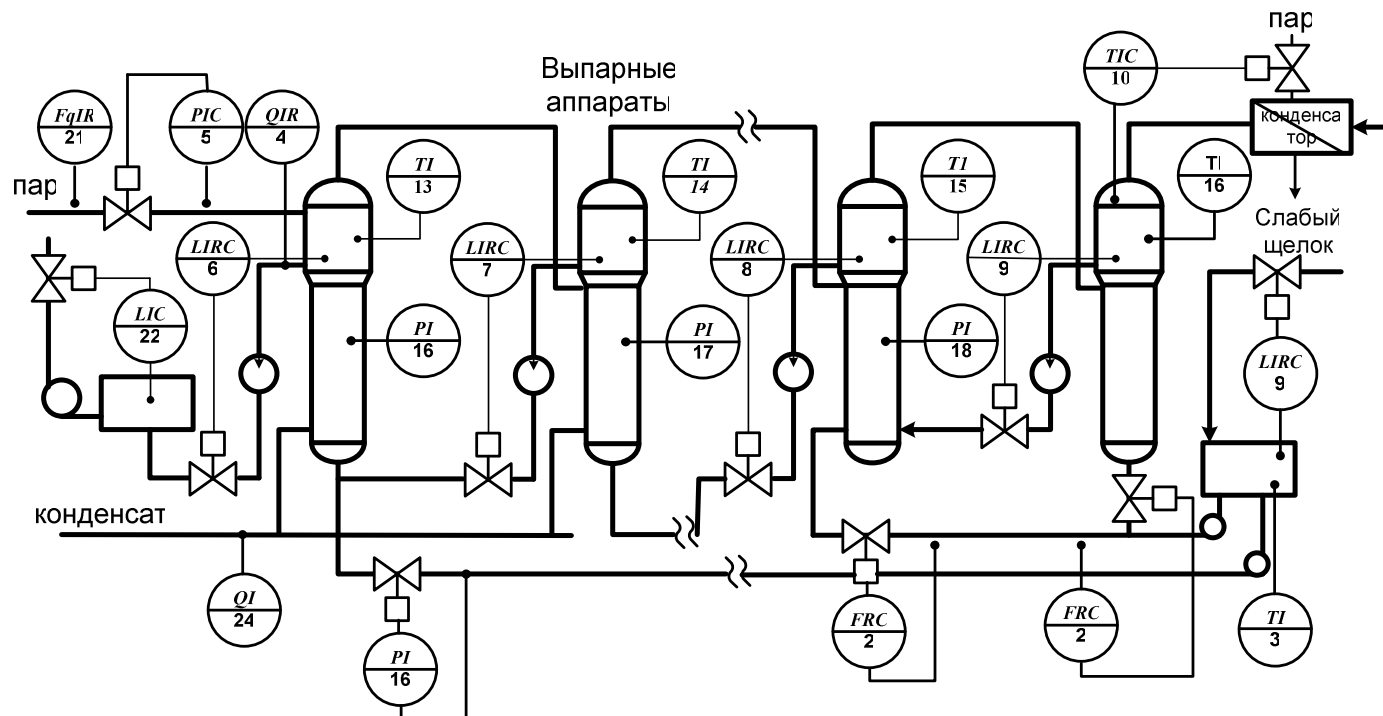 пар
TIC
10
Выпарные
аппараты
FqIR
21
PIC
5
QIR
4
конденса
тор
TI
13
TI
14
TI
15
TI
16
пар
LIRC
6
LIRC
7
LIRC
8
LIRC
9
Слабый
щелок
LIC
22
PI
16
PI
17
PI
18
LIRC
9
конденсат
QI
24
FRC
2
FRC
2
TI
3
PI
16